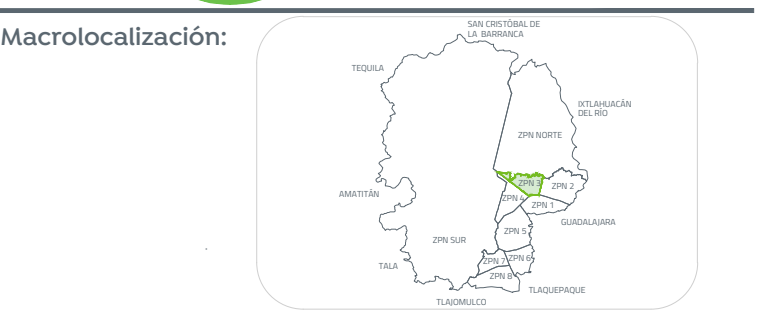 Macrolocalización:
SAN CRISTÓBAL DE
LA BARRANCA
TEQUILA
IXTLAHUACÁN
DEL RÍO
ZPN NORTE
ZPN 3
ZPN 2
AMATITÁN
ZPN 4
ZPN 1
GUADALAJARA
ZPN 5
ZPN SUR
ZPN 7
ZPN 6
TALA
ZPN 8
TLAQUEPAQUE
TLAJOMULCO